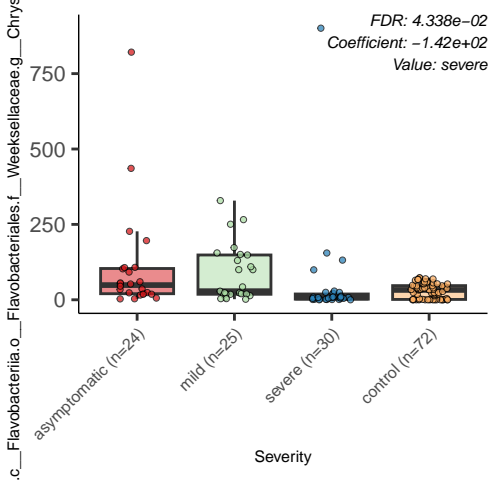 FDR: 4.338e−02
Coefficient: −1.42e+02
Value: severe
.c__Flavobacteriia.o__Flavobacteriales.f__Weeksellaceae.g__Chrys
750
500
250
0
asymptomatic (n=24)
mild (n=25)
severe (n=30)
control (n=72)
Severity